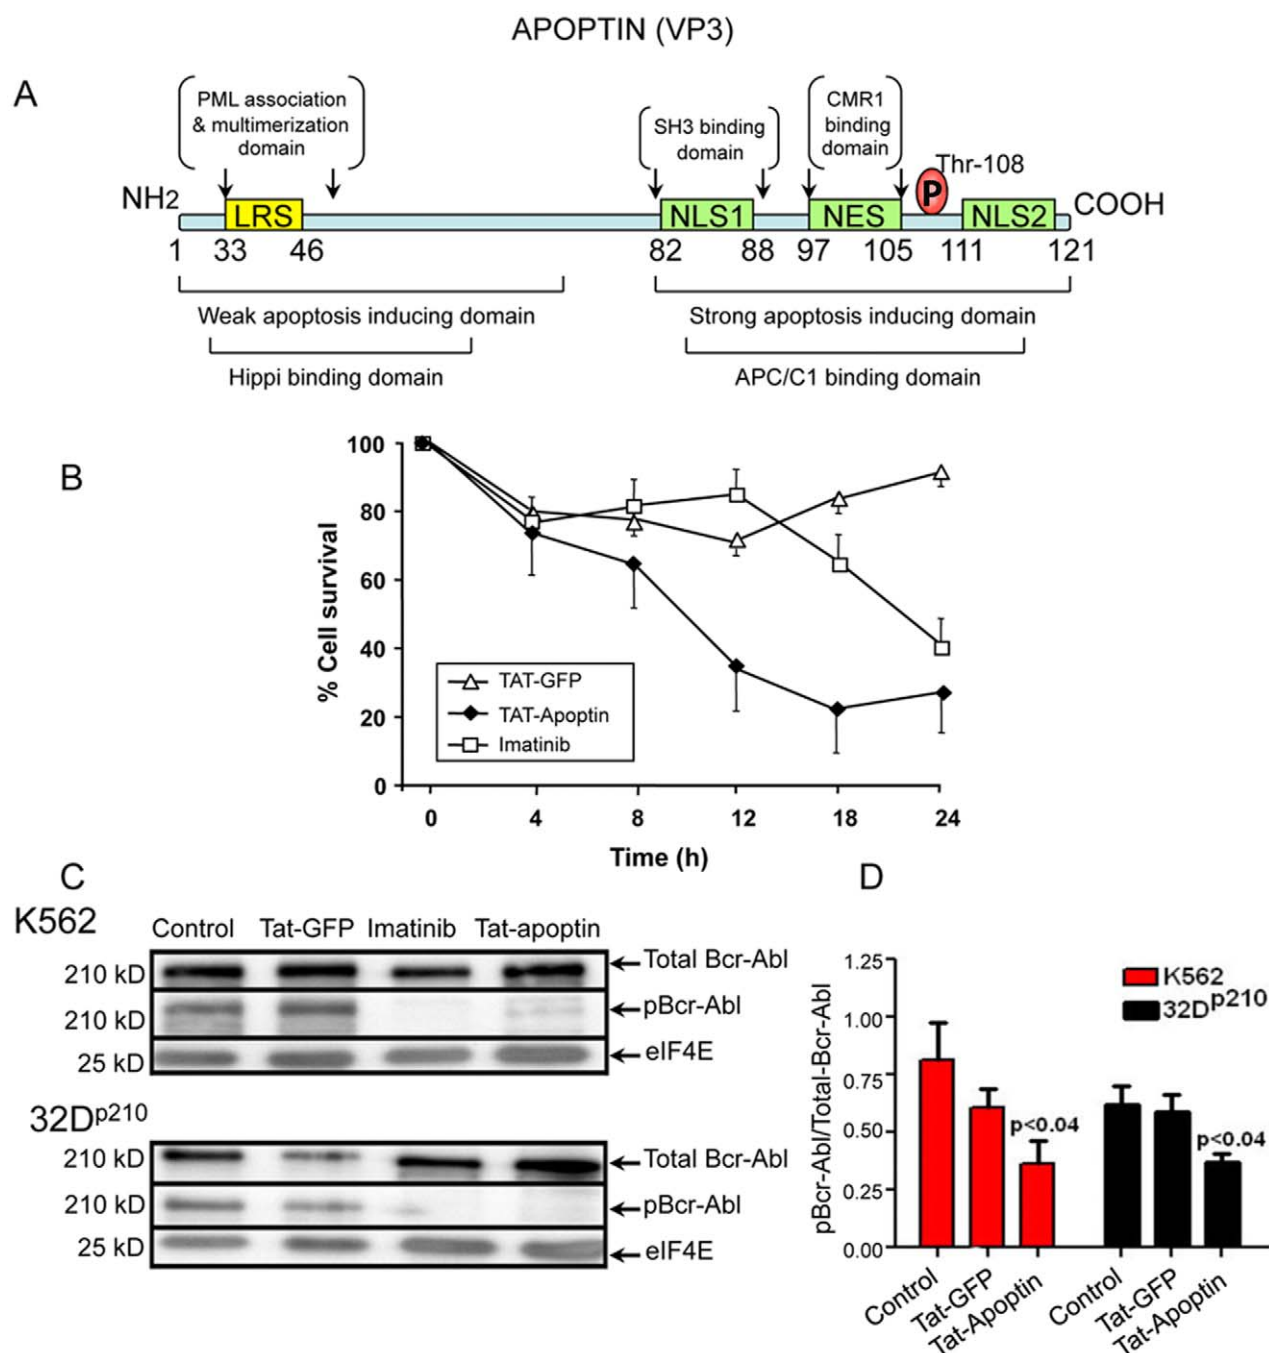 APOPTIN (VP3)
A
PML association
& multimerization
domain
SH3 binding
domain
CMR1
binding
domain
Thr-108
NH2
LRS
NLS1
NES
P
NLS2
COOH
1 33 46 82 88 97 105 111 121
Weak apoptosis inducing domain
Strong apoptosis inducing domain
Hippi binding domain
APC/C1 binding domain
B
100
80
60
40
20
0
% Cell survival
TAT-GFP
TAT-Apoptin
Imatinib
0 4 8 12 18 24
Time (h)
C
K562
Control Tat-GFP Imatinib Tat-apoptin
210 kD Total Bcr-Abl
210 kD pBcr-Abl
25 kD eIF4E
32Dp210
210 kD Total Bcr-Abl
210 kD pBcr-Abl
25 kD eIF4E
D
pBcr-Abl/Total-Bcr-Abl
1.25
1.00
0.75
0.50
0.25
0.00
K562
32Dp210
p<0.04
p<0.04
Control
Tat-GFP
Tat-Apoptin
Control
Tat-GFP
Tat-Apoptin